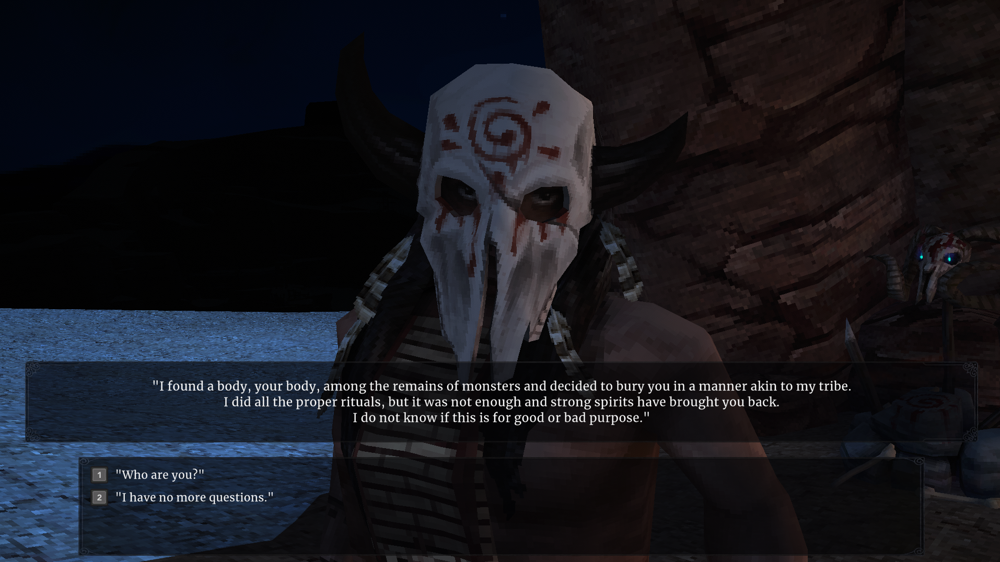 "I found a body, your body, among the remains of monsters and decided to bury you in a manner akin to my tribe.
I did all the proper rituals, but it was not enough and strong spirits have brought you back.
I do not know if this is for good or bad purpose."
1 "Who are you?"
2 "I have no more questions."